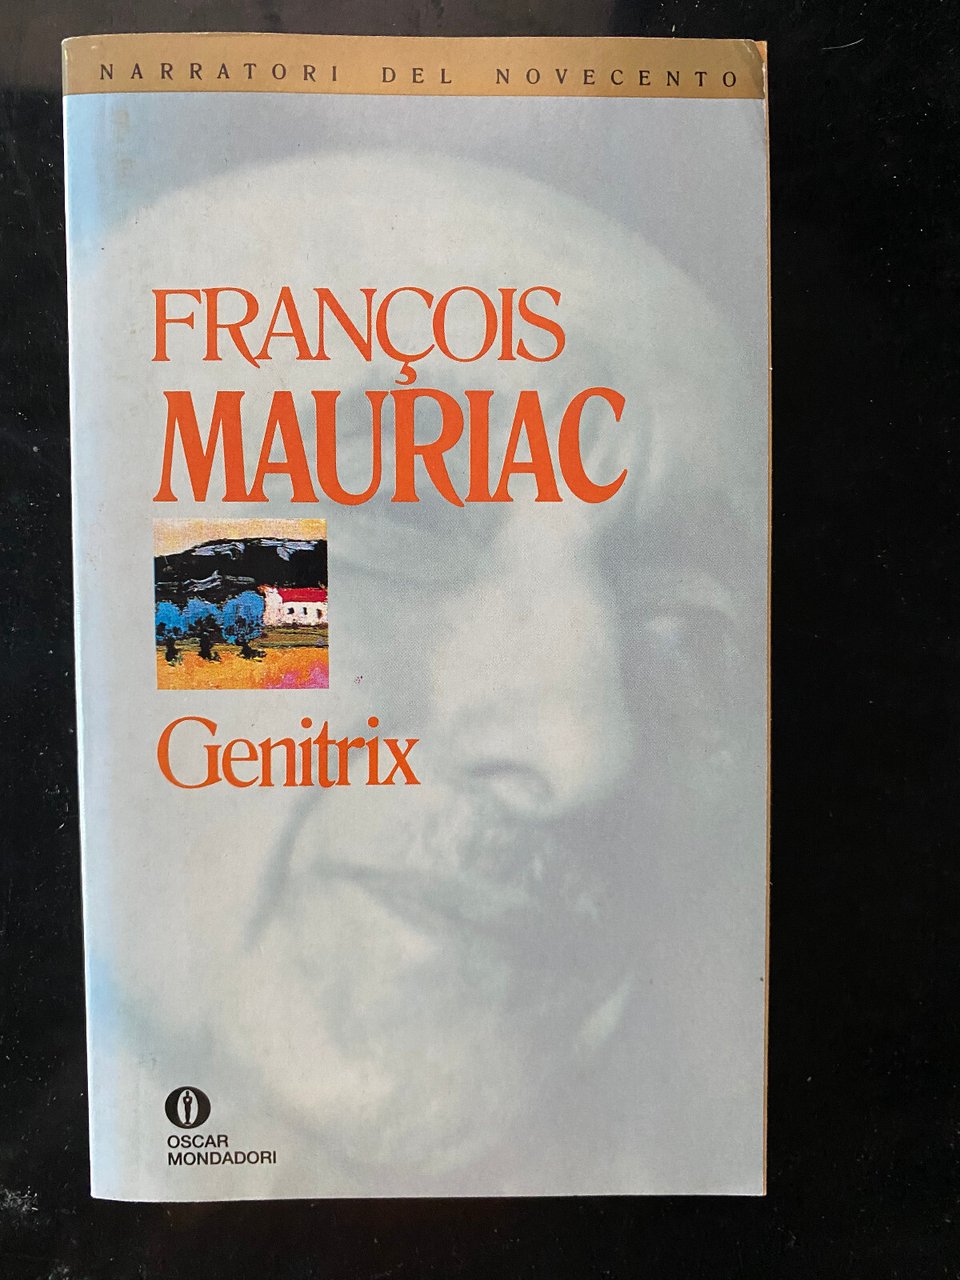 NARRATORI DEL NOVECENTO
FRANÇOIS
MAURIAC
Genitrix
OSCAR
MONDADORI